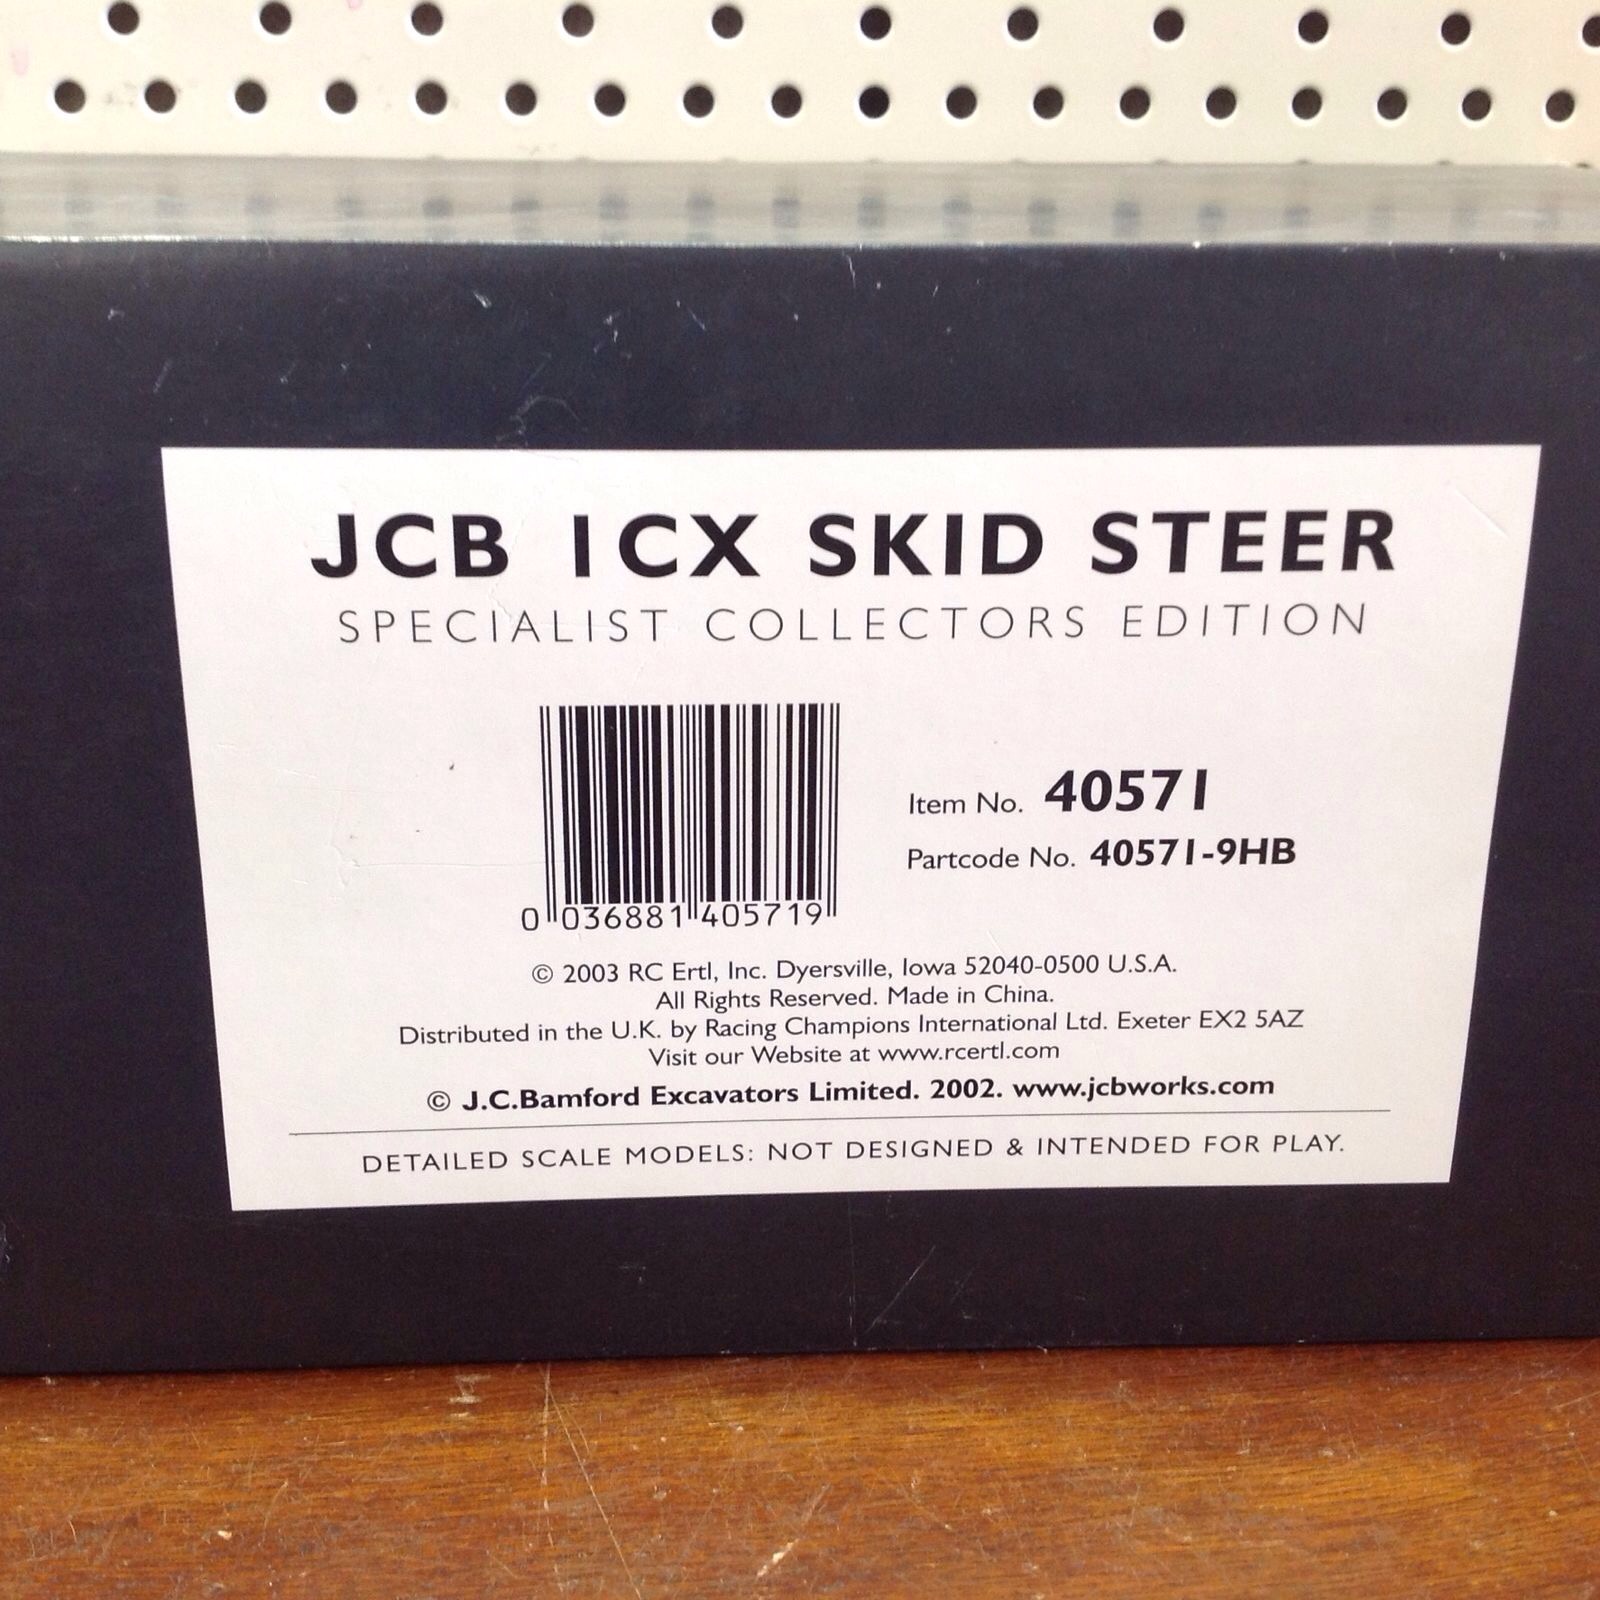 JCB 1CX SKID STEER
SPECIALIST COLLECTORS EDITION
Item No. 40571
Partcode No. 40571-9HB
0 036881 405719
© 2003 RC Ertl, Inc. Dyersville, Iowa 52040-0500 U.S.A.
All Rights Reserved. Made in China.
Distributed in the U.K. by Racing Champions International Ltd. Exeter EX2 5AZ
Visit our Website at www.rcertl.com
© J.C.Bamford Excavators Limited. 2002. www.jcbworks.com
DETAILED SCALE MODELS: NOT DESIGNED & INTENDED FOR PLAY.